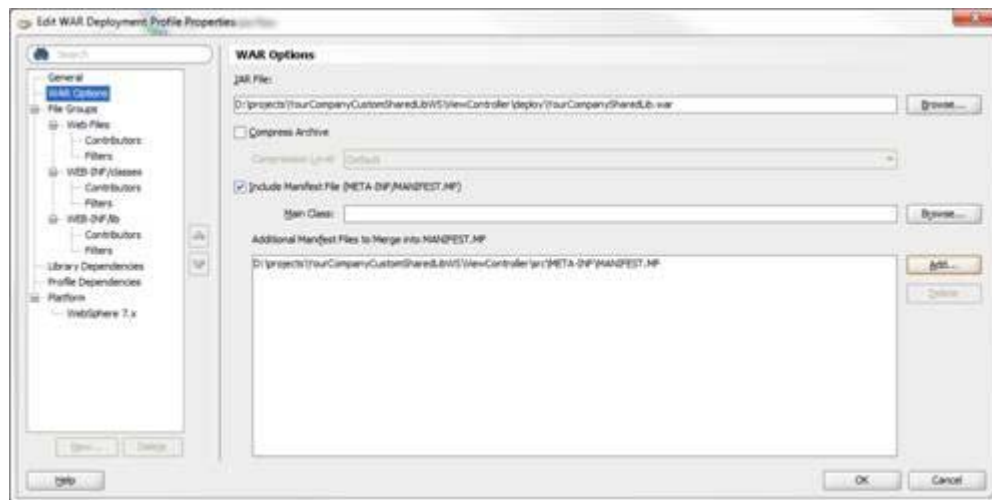 Edit WAR Deployment Profile Properties
Search
General
WAR Options
File Groups
Web Files
Contributors
Filters
WEB-INF/classes
Contributors
Filters
WEB-INF/lib
Contributors
Filters
Library Dependencies
Profile Dependencies
Platform
WebSphere 7.x
New...
Delete
WAR Options
JAR File:
D:\projects\YourCompanyCustomSharedLibWS\ViewController\deploy\YourCompanySharedLib.war
Browse...
Compress Archive
Compression Level: Default
Include Manifest File (META-INF/MANIFEST.MF)
Main Class:
Browse...
Additional Manifest Files to Merge into MANIFEST.MF
D:\projects\YourCompanyCustomSharedLibWS\ViewController\src\META-INF\MANIFEST.MF
Add...
Delete
Help
OK
Cancel